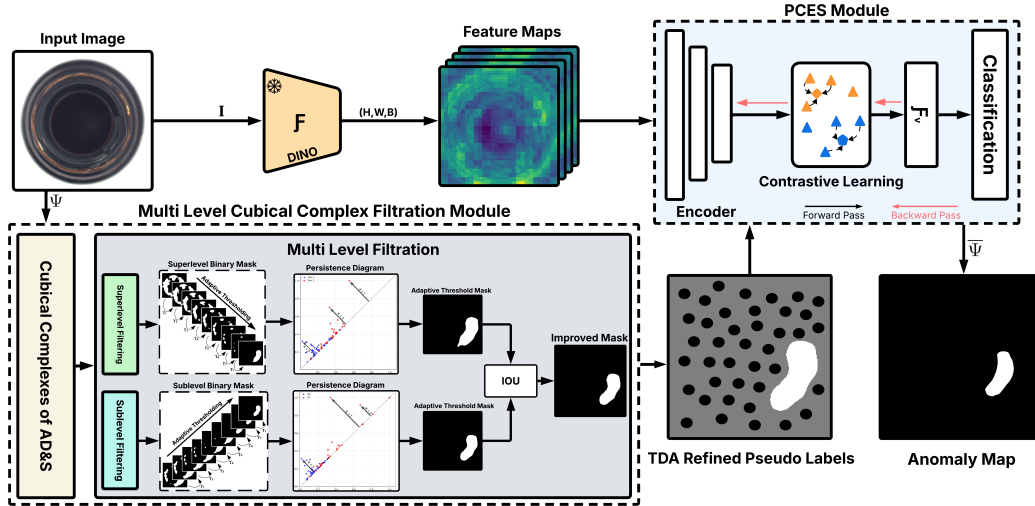 PCES Module
Input Image
Feature Maps
I
Ƒ
DINO
(H,W,B)
Ƒv
Classification
Contrastive Learning
Encoder
Forward Pass
Backward Pass
Ψ
Multi Level Cubical Complex Filtration Module
Cubical Complexes of AD&S
Multi Level Filtration
Superlevel Filtering
Superlevel Binary Mask
Adaptive Thresholding
Persistence Diagram
Adaptive Threshold Mask
Improved Mask
IOU
Sublevel Filtering
Sublevel Binary Mask
Adaptive Thresholding
Persistence Diagram
Adaptive Threshold Mask
TDA Refined Pseudo Labels
Ψ̅
Anomaly Map